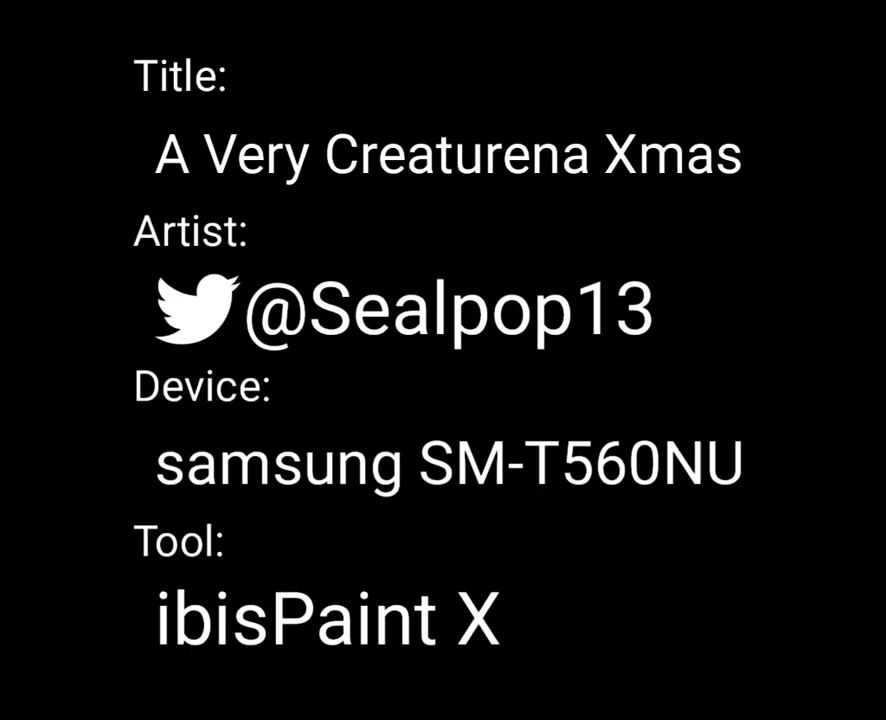 Title:
A Very Creaturena Xmas
Artist:
@Sealpop13
Device:
samsung SM-T560NU
Tool:
ibisPaint X